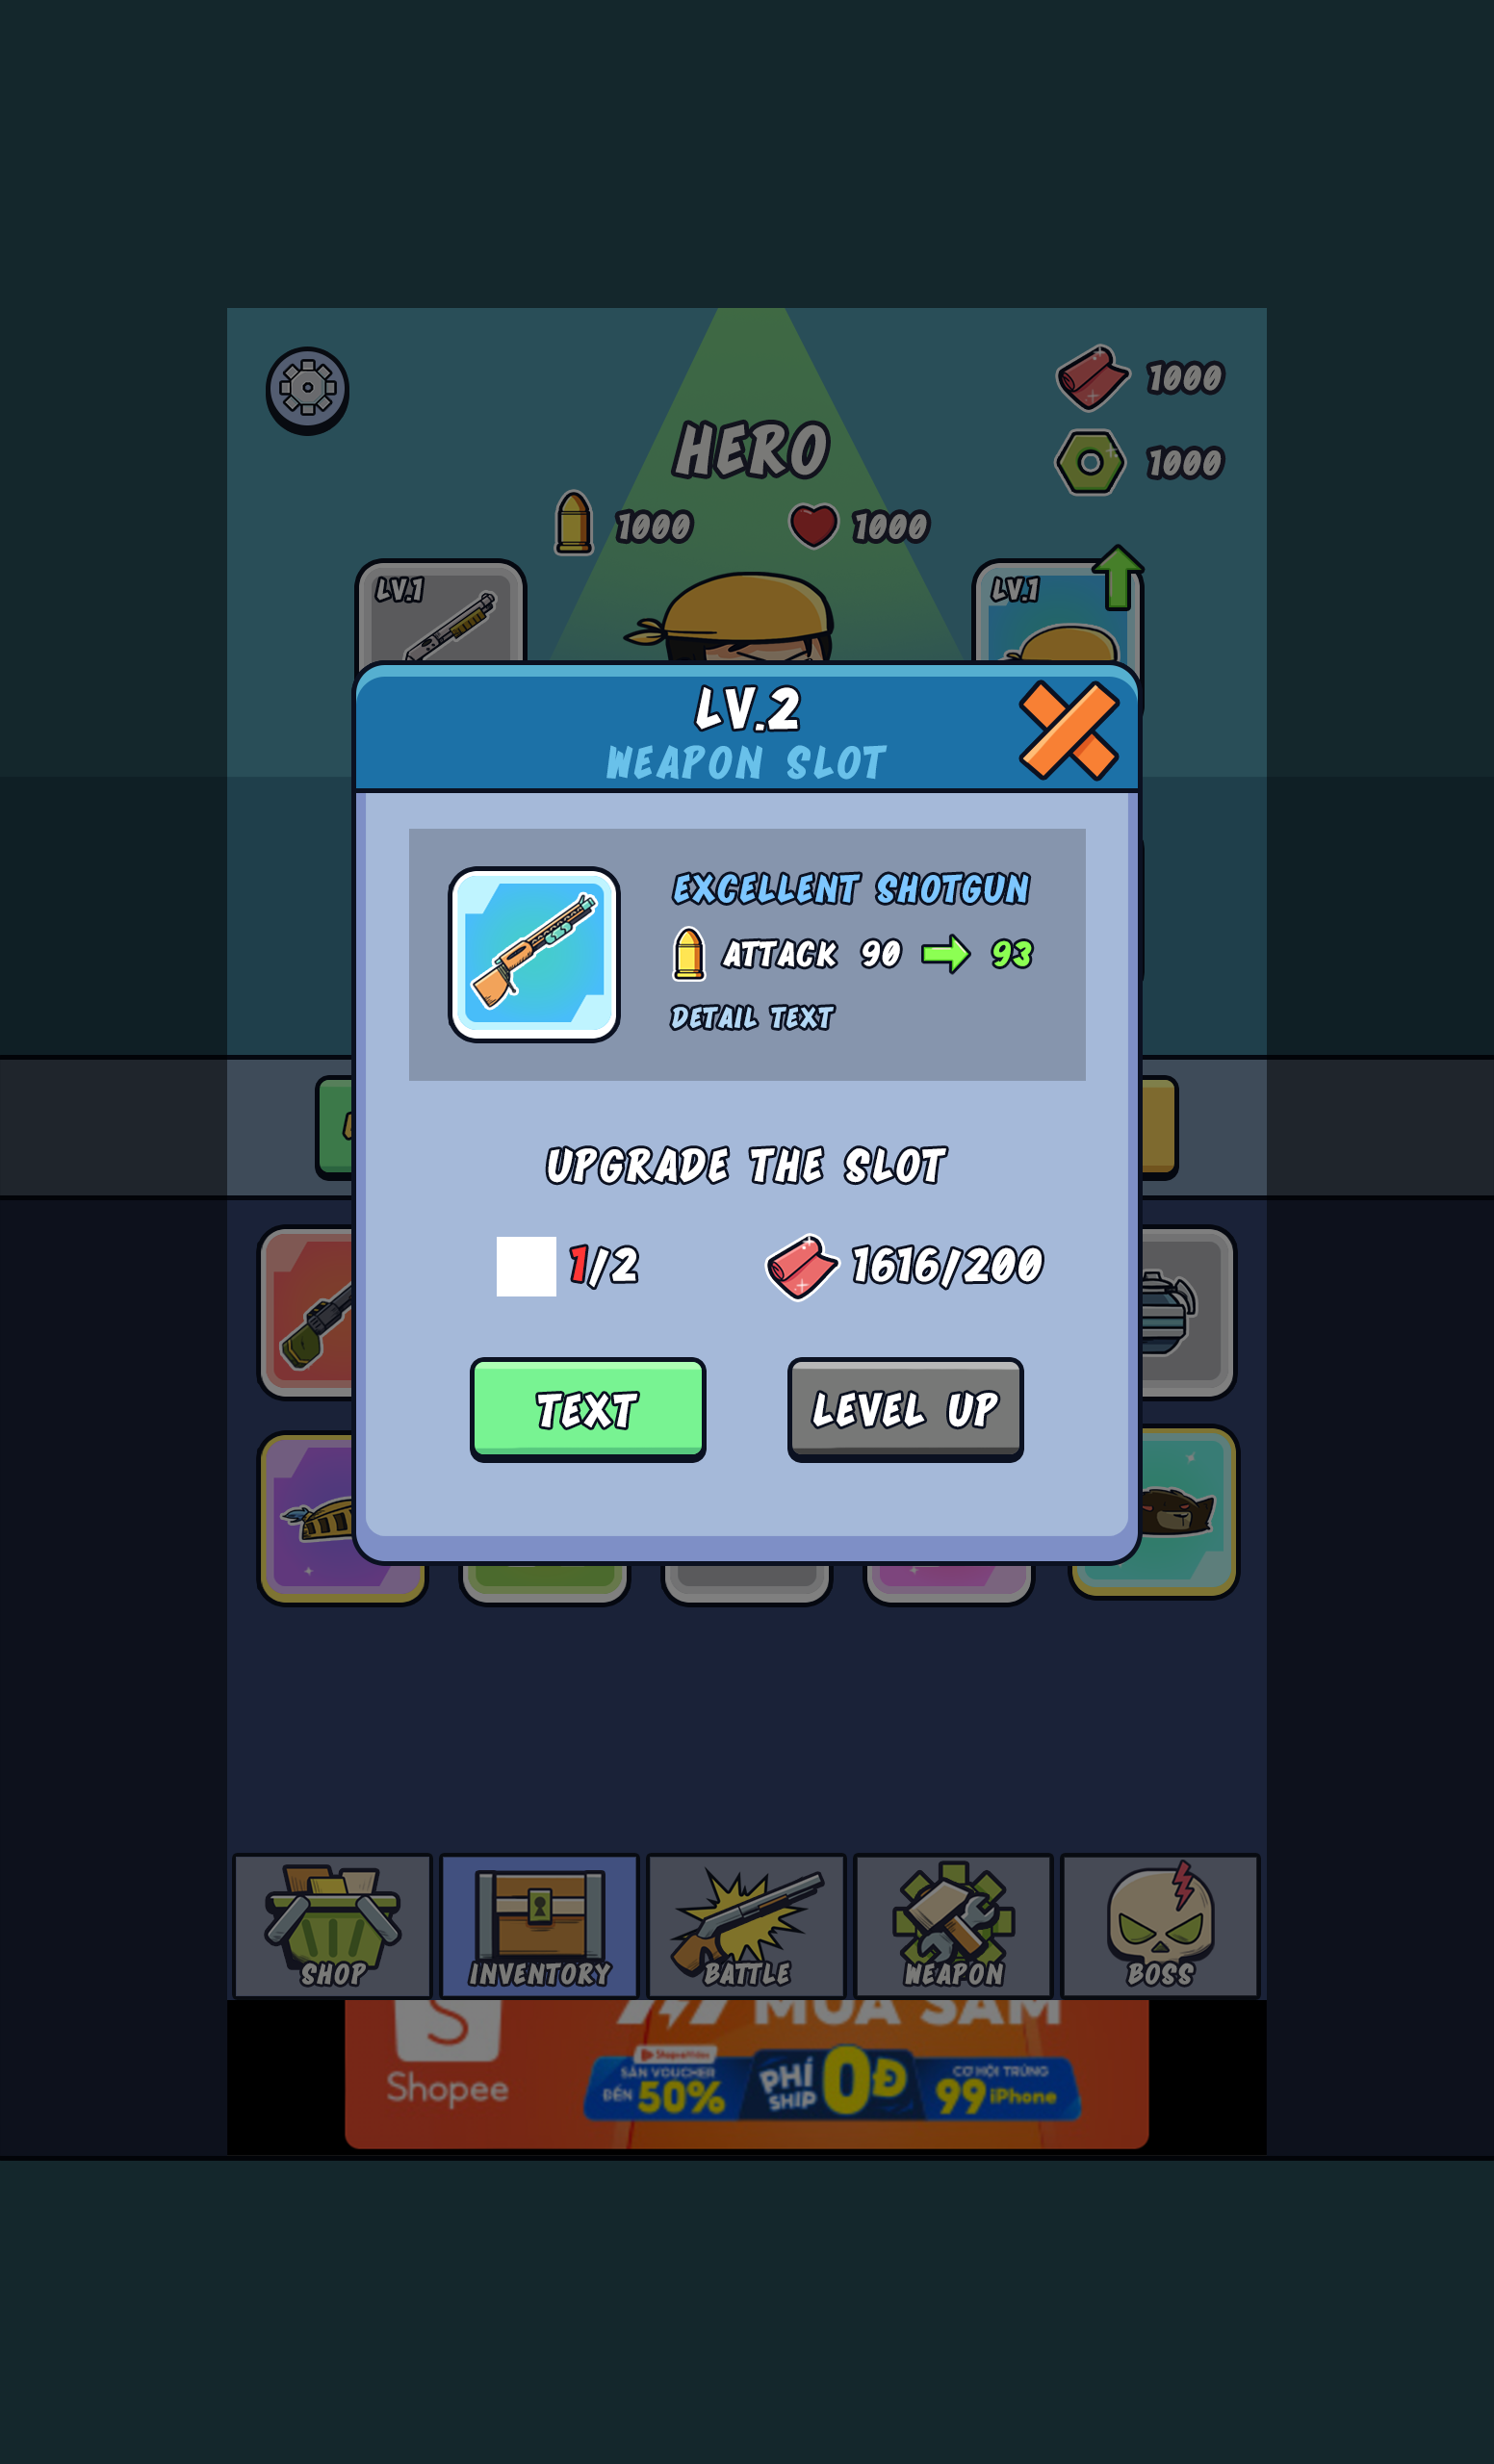 1000
HERO
1000
1000
1000
LV.1
LV.1
LV.2
WEAPON SLOT
EXCELLENT SHOTGUN
ATTACK 90 93
DETAIL TEXT
UPGRADE THE SLOT
1/2
1616/200
TEXT
LEVEL UP
SHOP
INVENTORY
BATTLE
WEAPON
BOSS
MUA SẮM
Shopee
ShopeeVideo
SĂN VOUCHER
ĐẾN 50%
PHÍ
SHIP
0Đ
CƠ HỘI TRÚNG
99 iPhone